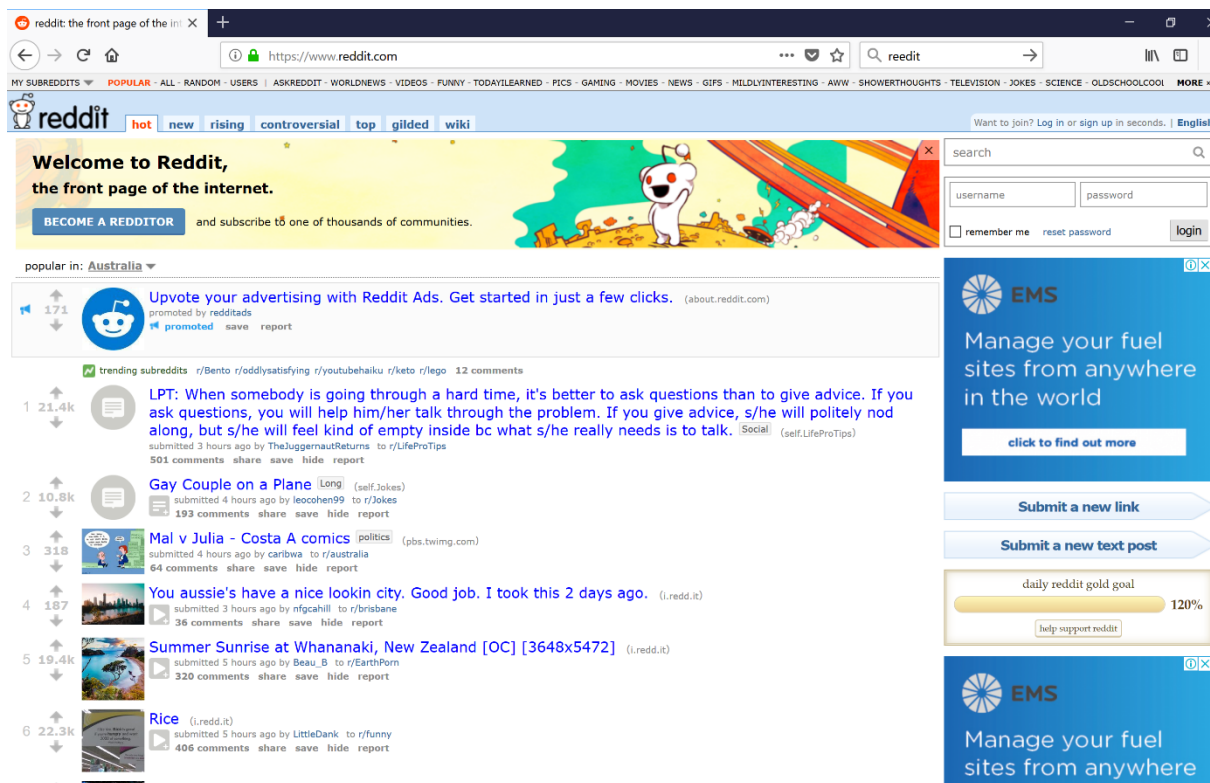 reddit: the front page of the int
https://www.reddit.com
reedit
MY SUBREDDITS
POPULAR - ALL - RANDOM - USERS | ASKREDDIT - WORLDNEWS - VIDEOS - FUNNY - TODAYILEARNED - PICS - GAMING - MOVIES - NEWS - GIFS - MILDLYINTERESTING - AWW - SHOWERTHOUGHTS - TELEVISION - JOKES - SCIENCE - OLDSCHOOLCOOL MORE »
reddit hot new rising controversial top gilded wiki
Want to join? Log in or sign up in seconds. | English
Welcome to Reddit,
the front page of the internet.
BECOME A REDDITOR and subscribe to one of thousands of communities.
search
username password
remember me reset password login
popular in: Australia
171
Upvote your advertising with Reddit Ads. Get started in just a few clicks. (about.reddit.com)
promoted by redditads
promoted save report
trending subreddits r/Bento r/oddlysatisfying r/youtubehaiku r/keto r/lego 12 comments
1 21.4k
LPT: When somebody is going through a hard time, it's better to ask questions than to give advice. If you
ask questions, you will help him/her talk through the problem. If you give advice, s/he will politely nod
along, but s/he will feel kind of empty inside bc what s/he really needs is to talk. Social (self.LifeProTips)
submitted 3 hours ago by TheJuggernautReturns to r/LifeProTips
501 comments share save hide report
2 10.8k
Gay Couple on a Plane Long (self.Jokes)
submitted 4 hours ago by leocohen99 to r/Jokes
193 comments share save hide report
3 318
Mal v Julia - Costa A comics politics (pbs.twimg.com)
submitted 4 hours ago by caribwa to r/australia
64 comments share save hide report
4 187
You aussie's have a nice lookin city. Good job. I took this 2 days ago. (i.redd.it)
submitted 3 hours ago by nfgcahill to r/brisbane
36 comments share save hide report
5 19.4k
Summer Sunrise at Whananaki, New Zealand [OC] [3648x5472] (i.redd.it)
submitted 5 hours ago by Beau_B to r/EarthPorn
320 comments share save hide report
6 22.3k
Rice (i.redd.it)
submitted 5 hours ago by LittleDank to r/funny
406 comments share save hide report
EMS
Manage your fuel
sites from anywhere
in the world
click to find out more
Submit a new link
Submit a new text post
daily reddit gold goal
120%
help support reddit
EMS
Manage your fuel
sites from anywhere